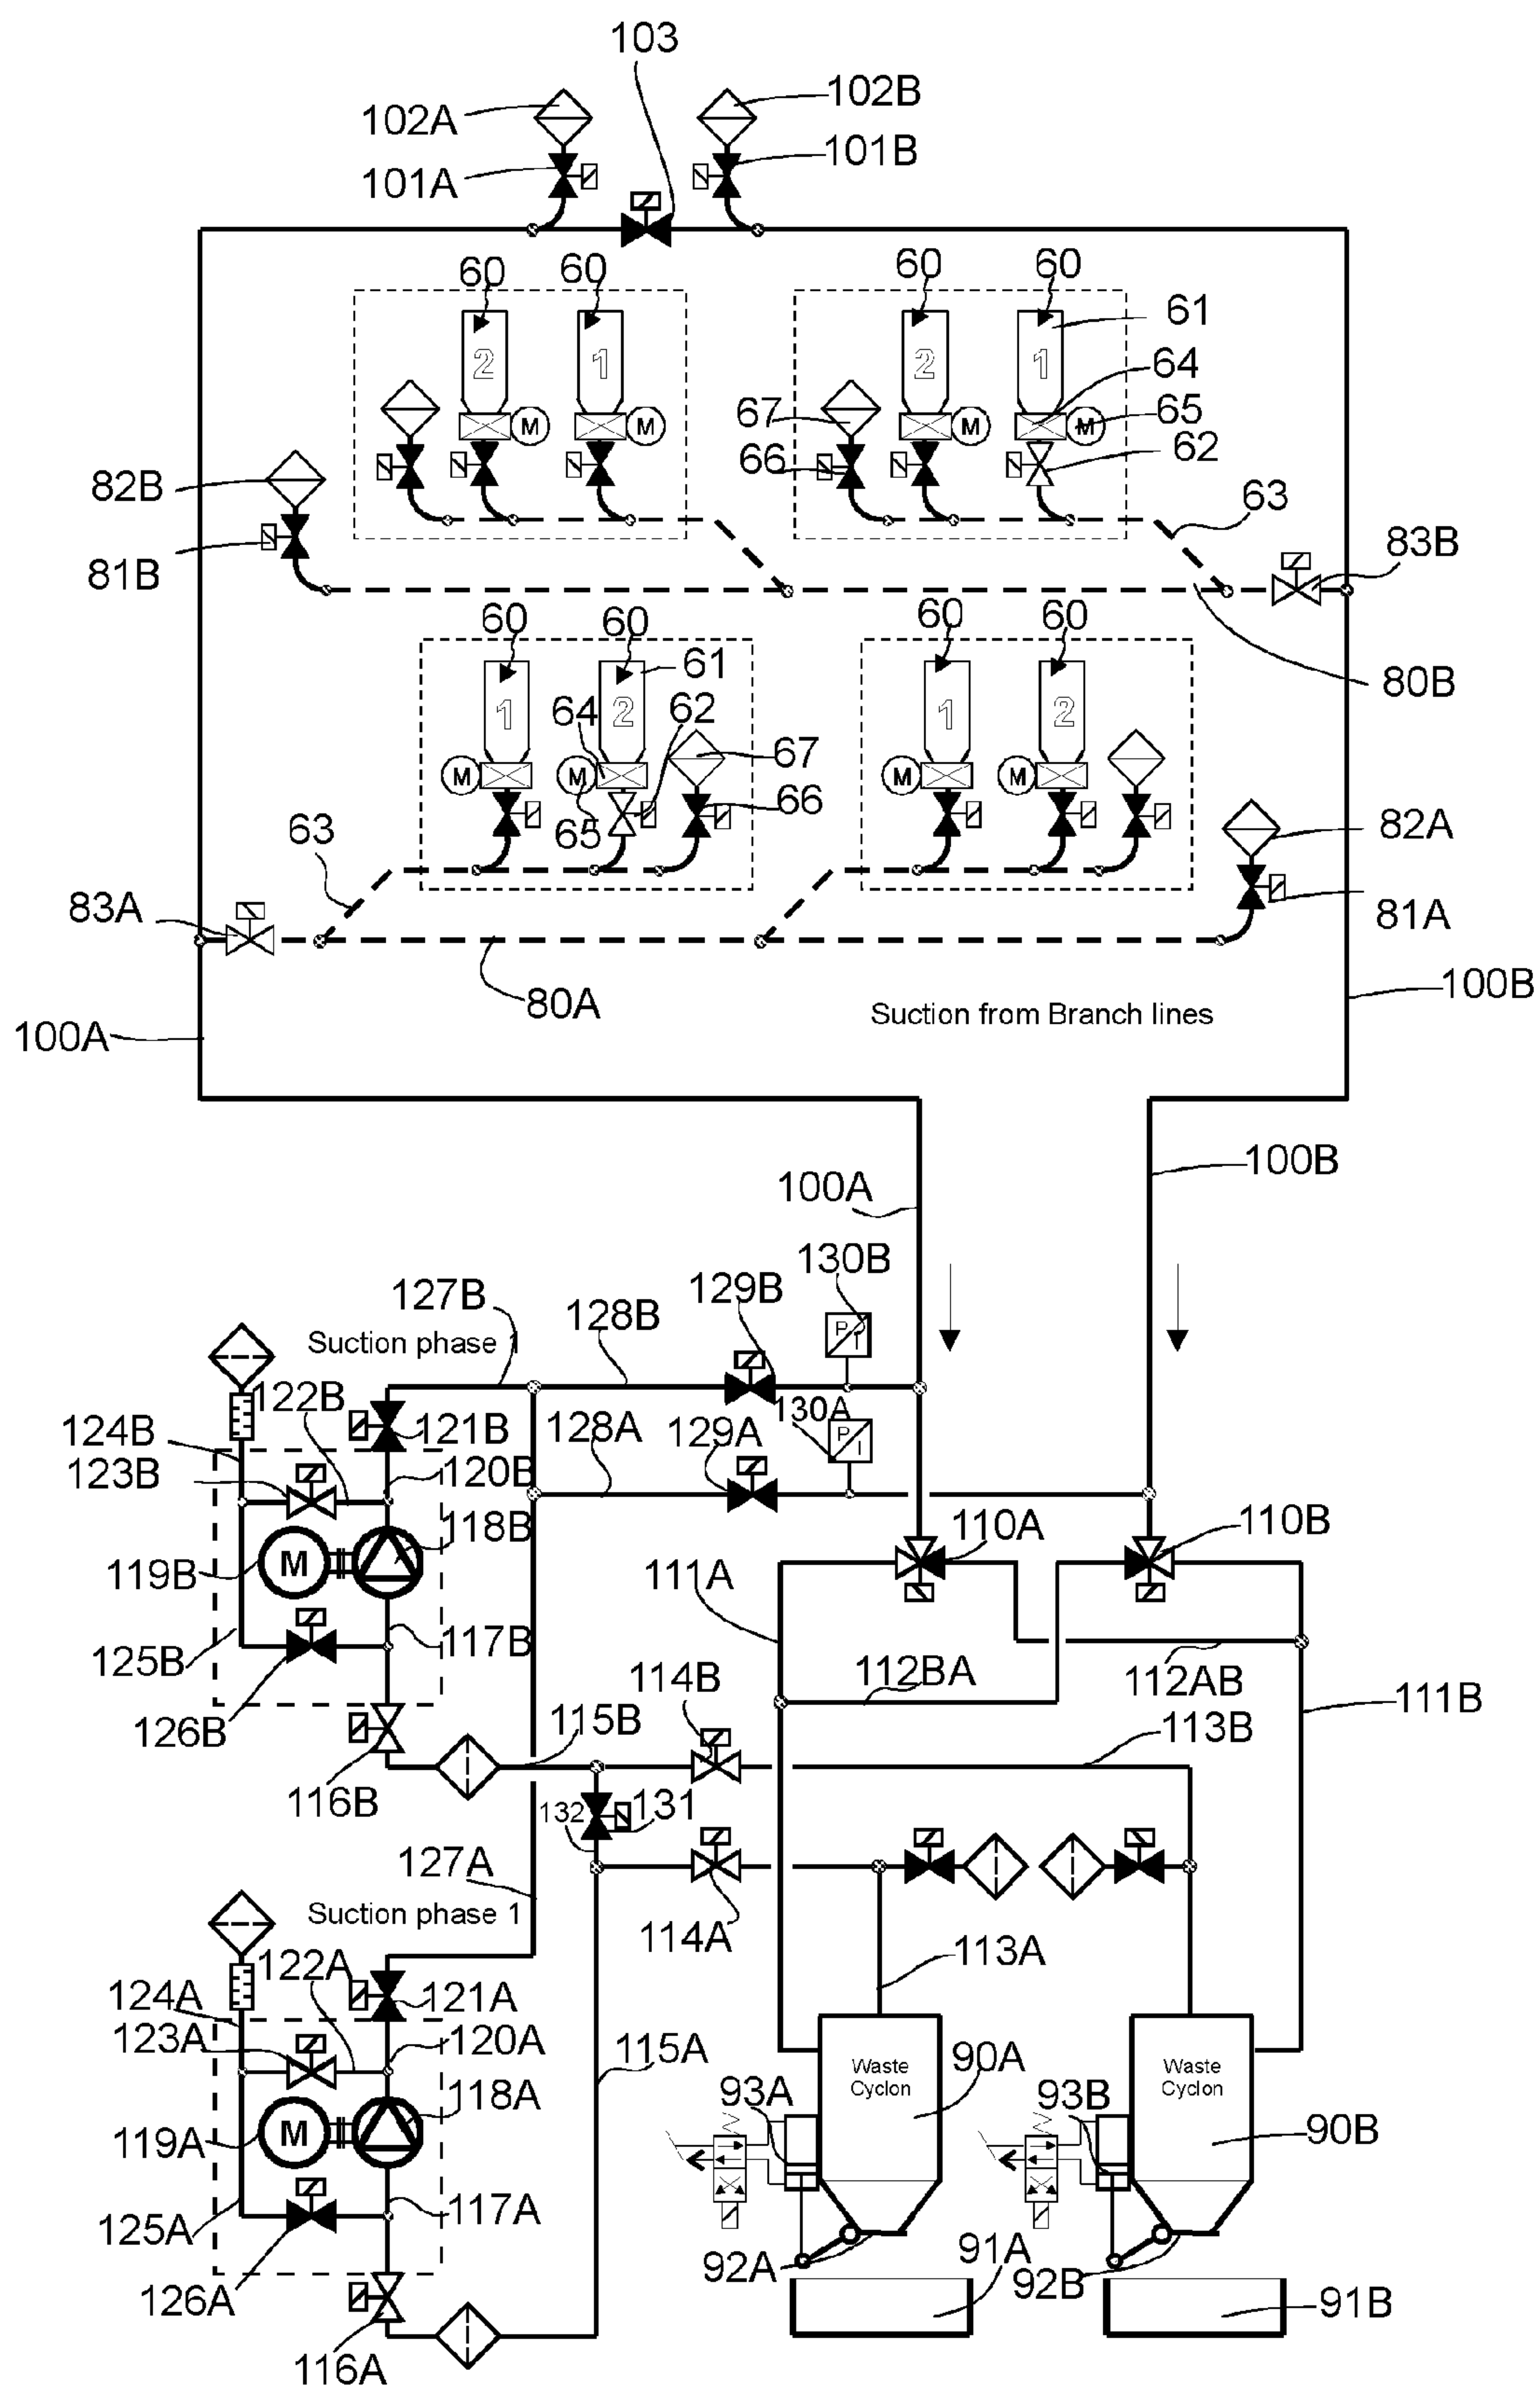 103
102A
102B
101A
101B
60 60 60 60
61
2 1 2 1
64
67 65
M M M M
66 62
82B
63
81B
83B
60 60 60 60
61
80B
1 2 1 2
64 62
67
M M M M
65 66
63
82A
83A
81A
80A
100B
Suction from Branch lines
100A
100B
100A
130B
127B
129B
128B
Suction phase 1
P
I
122B
130A
124B
121B
128A
129A
P
I
123B
120B
118B
110A
110B
M
119B
111A
117B
125B
114B
112BA
112AB
111B
126B
115B
113B
116B
132
131
127A
Suction phase 1
114A
113A
122A
124A
121A
123A
120A
115A
Waste
Cyclon
90A
Waste
Cyclon
93A
93B
118A
M
119A
90B
117A
125A
92A
91A
92B
126A
91B
116A